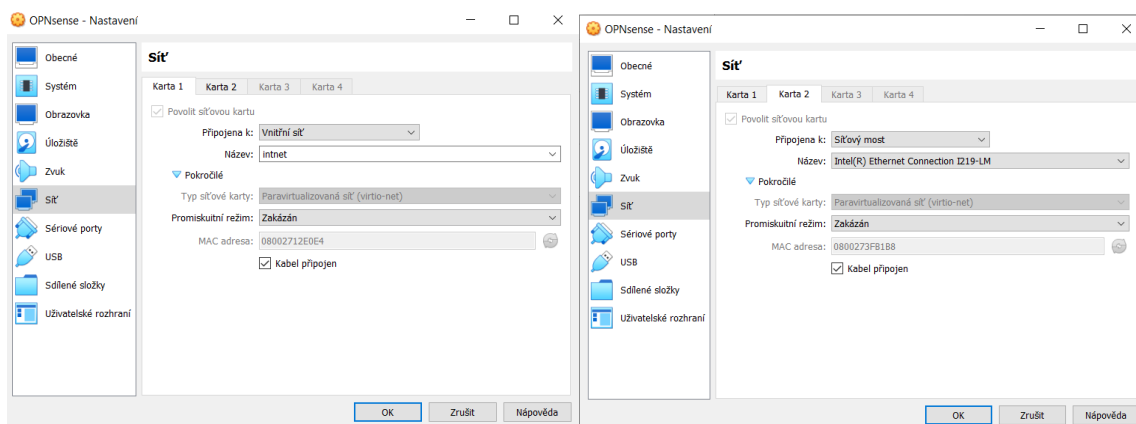 OPNsense - Nastavení
Obecné
Systém
Obrazovka
Úložiště
Zvuk
Síť
Sériové porty
USB
Sdílené složky
Uživatelské rozhraní
Síť
Karta 1 Karta 2 Karta 3 Karta 4
Povolit síťovou kartu
Připojena k: Vnitřní síť
Název: intnet
Pokročilé
Typ síťové karty: Paravirtualizovaná síť (virtio-net)
Promiskuitní režim: Zakázán
MAC adresa: 08002712E0E4
Kabel připojen
OK Zrušit Nápověda
OPNsense - Nastavení
Obecné
Systém
Obrazovka
Úložiště
Zvuk
Síť
Sériové porty
USB
Sdílené složky
Uživatelské rozhraní
Síť
Karta 1 Karta 2 Karta 3 Karta 4
Povolit síťovou kartu
Připojena k: Síťový most
Název: Intel(R) Ethernet Connection I219-LM
Pokročilé
Typ síťové karty: Paravirtualizovaná síť (virtio-net)
Promiskuitní režim: Zakázán
MAC adresa: 0800273FB1B8
Kabel připojen
OK Zrušit Nápověda